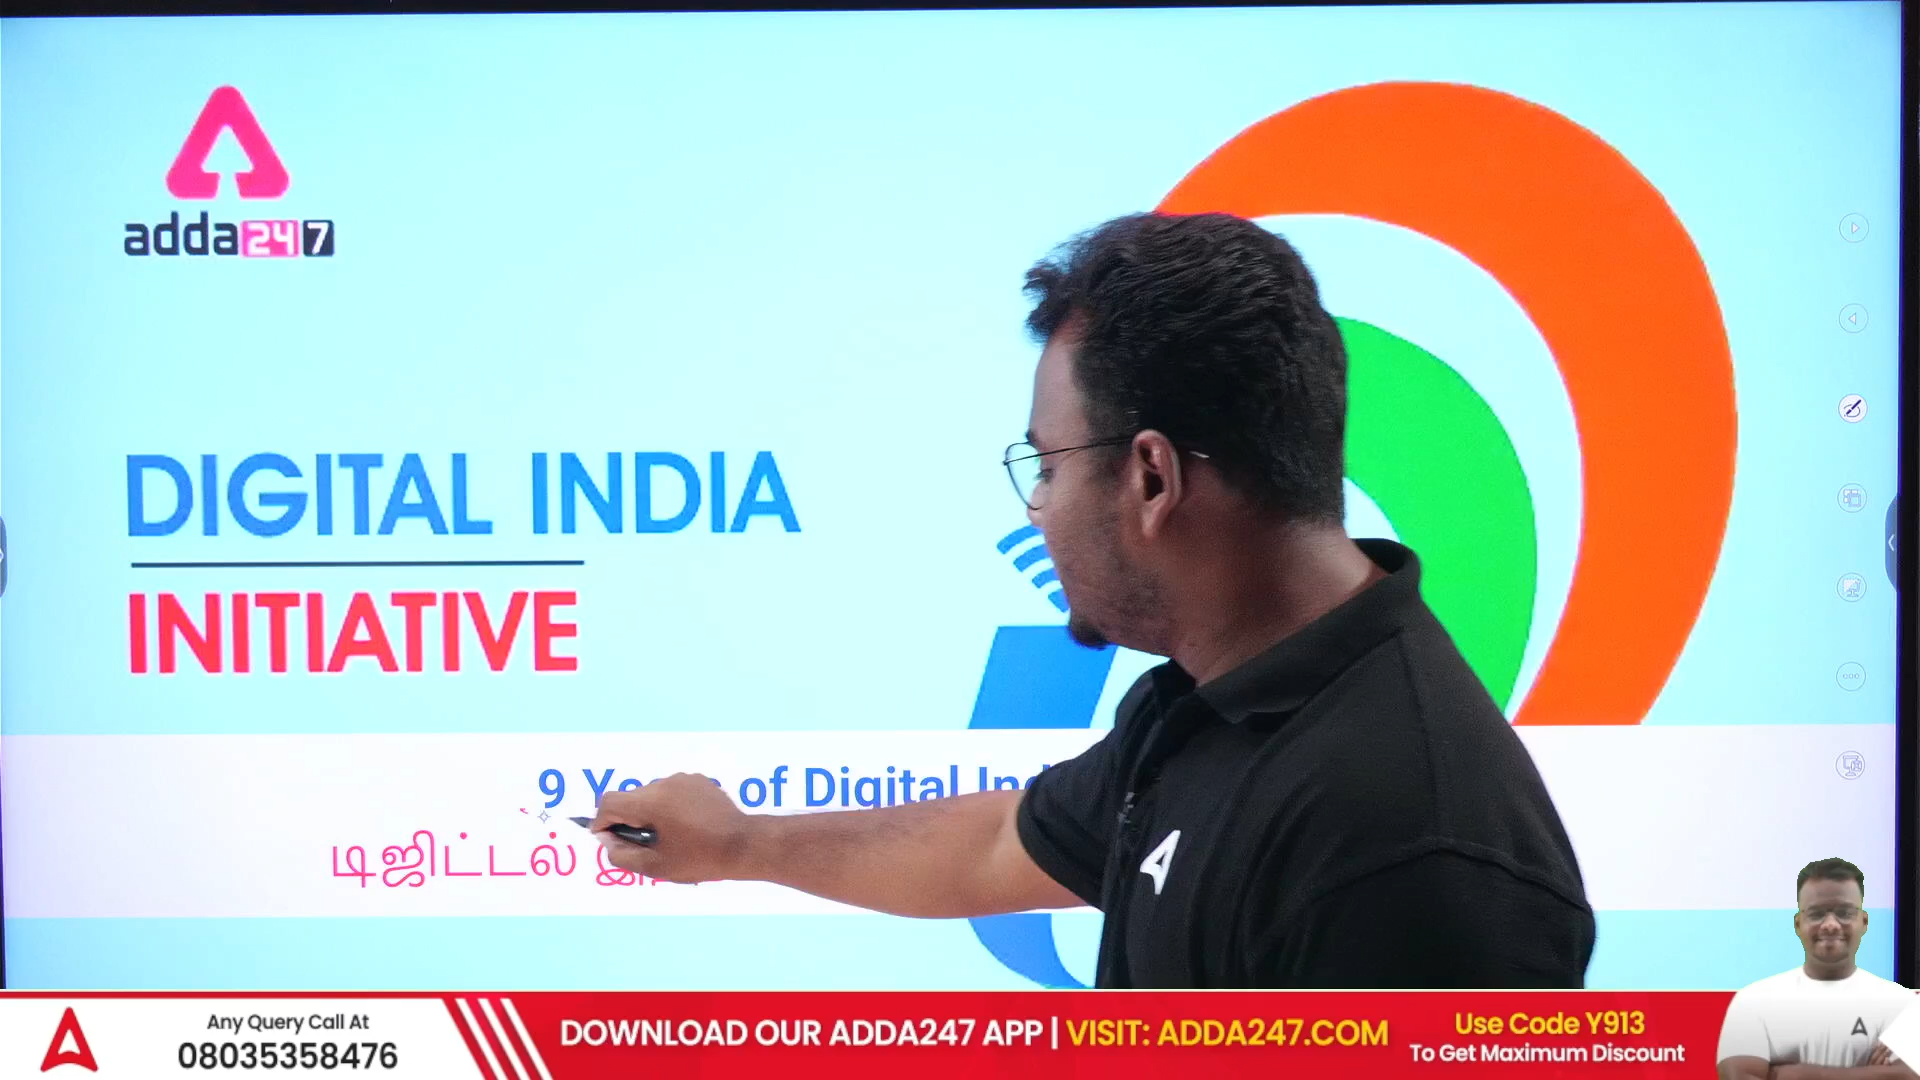 adda247
DIGITAL INDIA
INITIATIVE
9 Years of Digital
டிஜிட்டல்
Any Query Call At
08035358476
DOWNLOAD OUR ADDA247 APP | VISIT: ADDA247.COM
Use Code Y913
To Get Maximum Discount